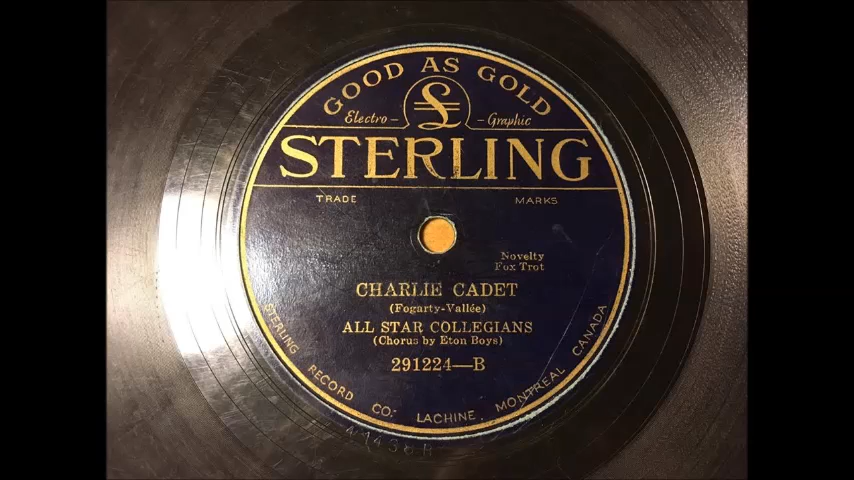 GOOD AS GOLD
£
Electro - - Graphic
STERLING
TRADE MARKS
Novelty
Fox Trot
CHARLIE CADET
(Fogarty-Vallée)
ALL STAR COLLEGIANS
(Chorus by Eton Boys)
291224—B
STERLING RECORD CO: LACHINE, MONTREAL CANADA